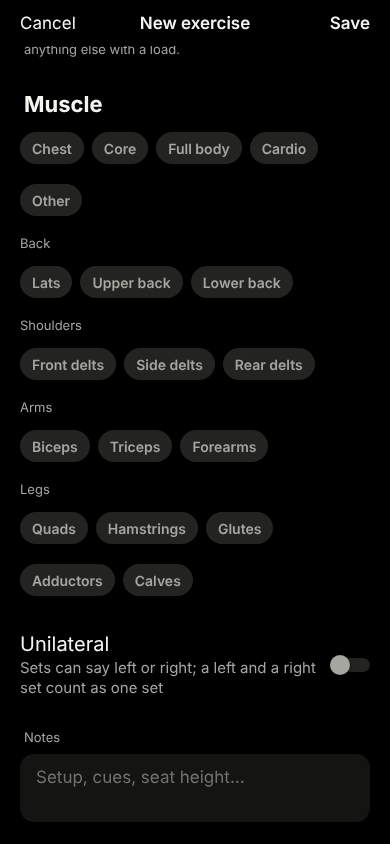 Cancel New exercise Save
anything else with a load.
Muscle
Chest Core Full body Cardio
Other
Back
Lats Upper back Lower back
Shoulders
Front delts Side delts Rear delts
Arms
Biceps Triceps Forearms
Legs
Quads Hamstrings Glutes
Adductors Calves
Unilateral
Sets can say left or right; a left and a right
set count as one set
Notes
Setup, cues, seat height...